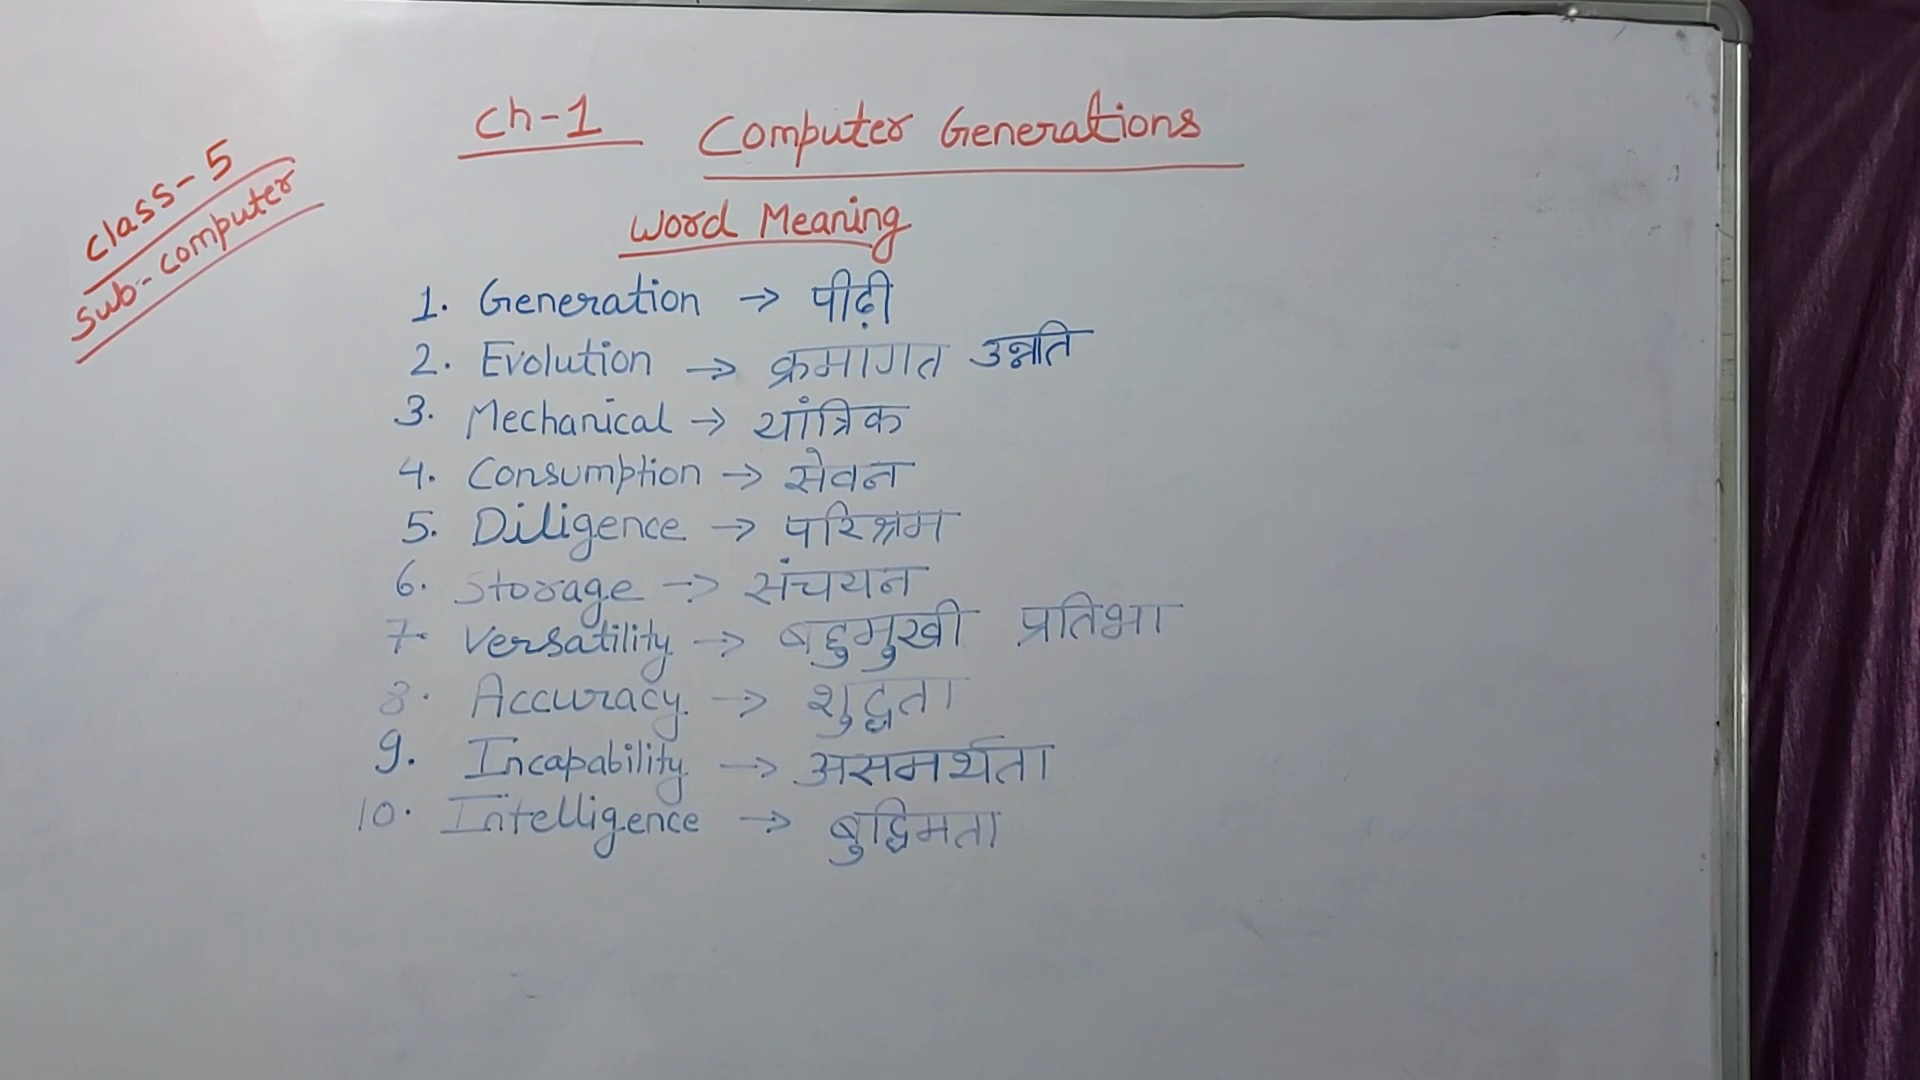 Class-5
Sub-computer
Ch-1 Computer Generations
Word Meaning
1. Generation → पीढ़ी
2. Evolution → क्रमागत उन्नति
3. Mechanical → यांत्रिक
4. Consumption → सेवन
5. Diligence → परिश्रम
6. Storage → संचयन
7. Versatility → बहुमुखी प्रतिभा
8. Accuracy → शुद्धता
9. Incapability → असमर्थता
10. Intelligence → बुद्धिमता